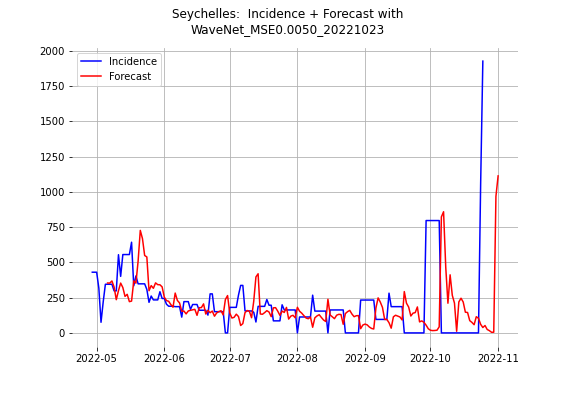 Seychelles:  Incidence + Forecast with
WaveNet_MSE0.0050_20221023
2000
1750
1500
1250
1000
750
500
250
0
Incidence
Forecast
2022-05 2022-06 2022-07 2022-08 2022-09 2022-10 2022-11